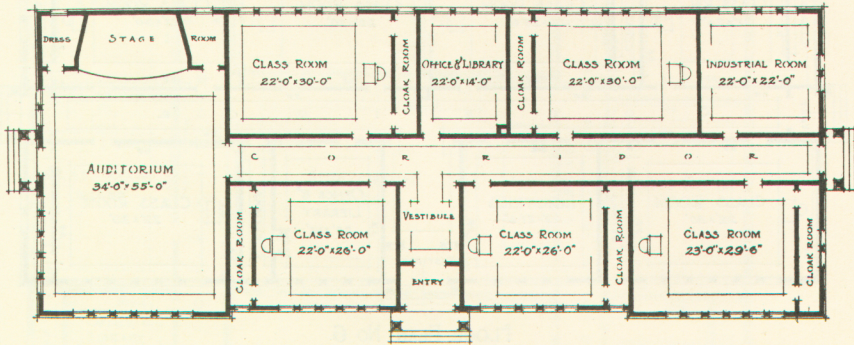 DRESS
STAGE
ROOM
CLASS ROOM
22'-0" x 30'-0"
CLOAK ROOM
OFFICE & LIBRARY
22'-0" x 14'-0"
CLOAK ROOM
CLASS ROOM
22'-0" x 30'-0"
INDUSTRIAL ROOM
22'-0" x 22'-0"
AUDITORIUM
34'-0" x 55'-0"
CORRIDOR
CLOAK ROOM
CLASS ROOM
22'-0" x 26'-0"
VESTIBULE
ENTRY
CLASS ROOM
22'-0" x 26'-0"
CLOAK ROOM
CLASS ROOM
23'-0" x 29'-6"
CLOAK ROOM